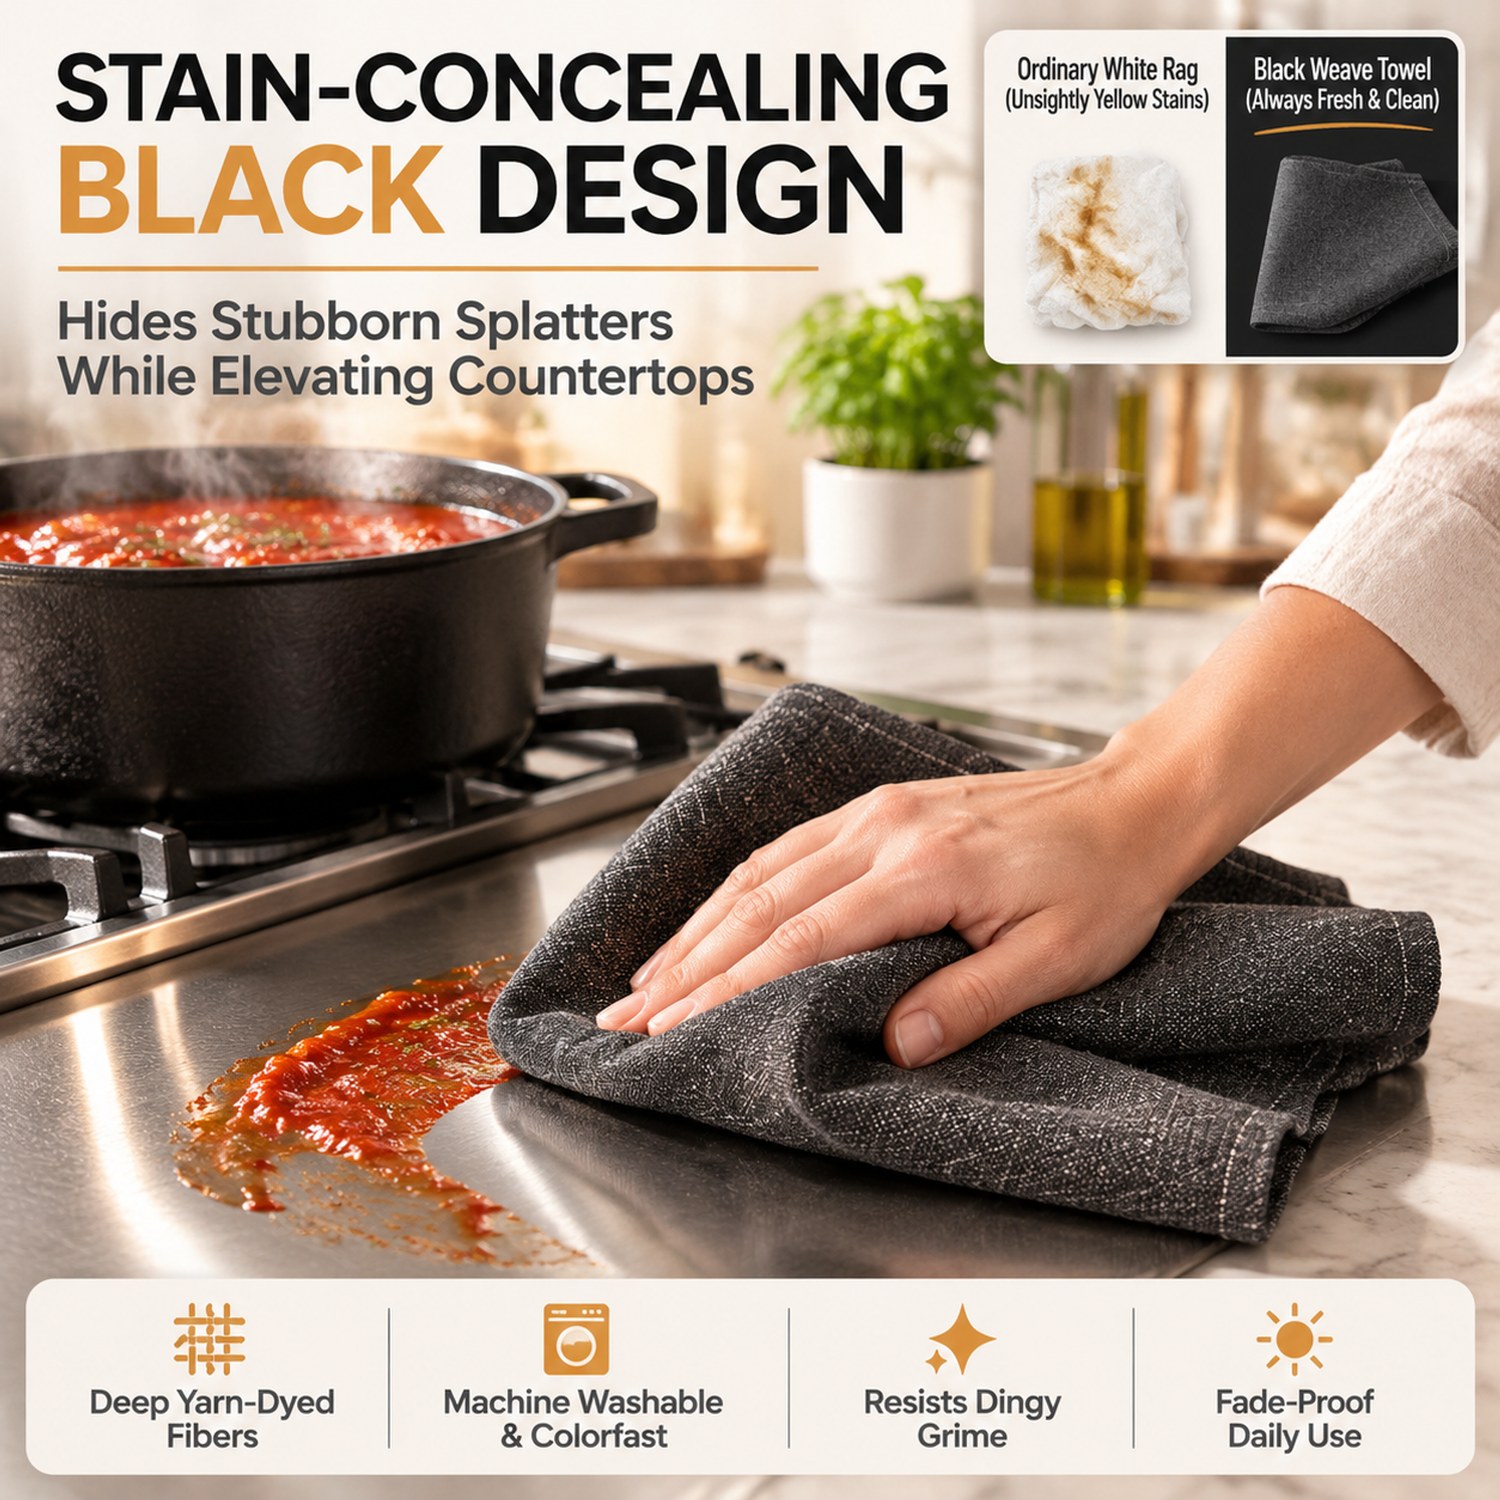 STAIN-CONCEALING
BLACK DESIGN
Hides Stubborn Splatters
While Elevating Countertops
Ordinary White Rag
(Unsightly Yellow Stains)
Black Weave Towel
(Always Fresh & Clean)
Deep Yarn-Dyed
Fibers
Machine Washable
& Colorfast
Resists Dingy
Grime
Fade-Proof
Daily Use